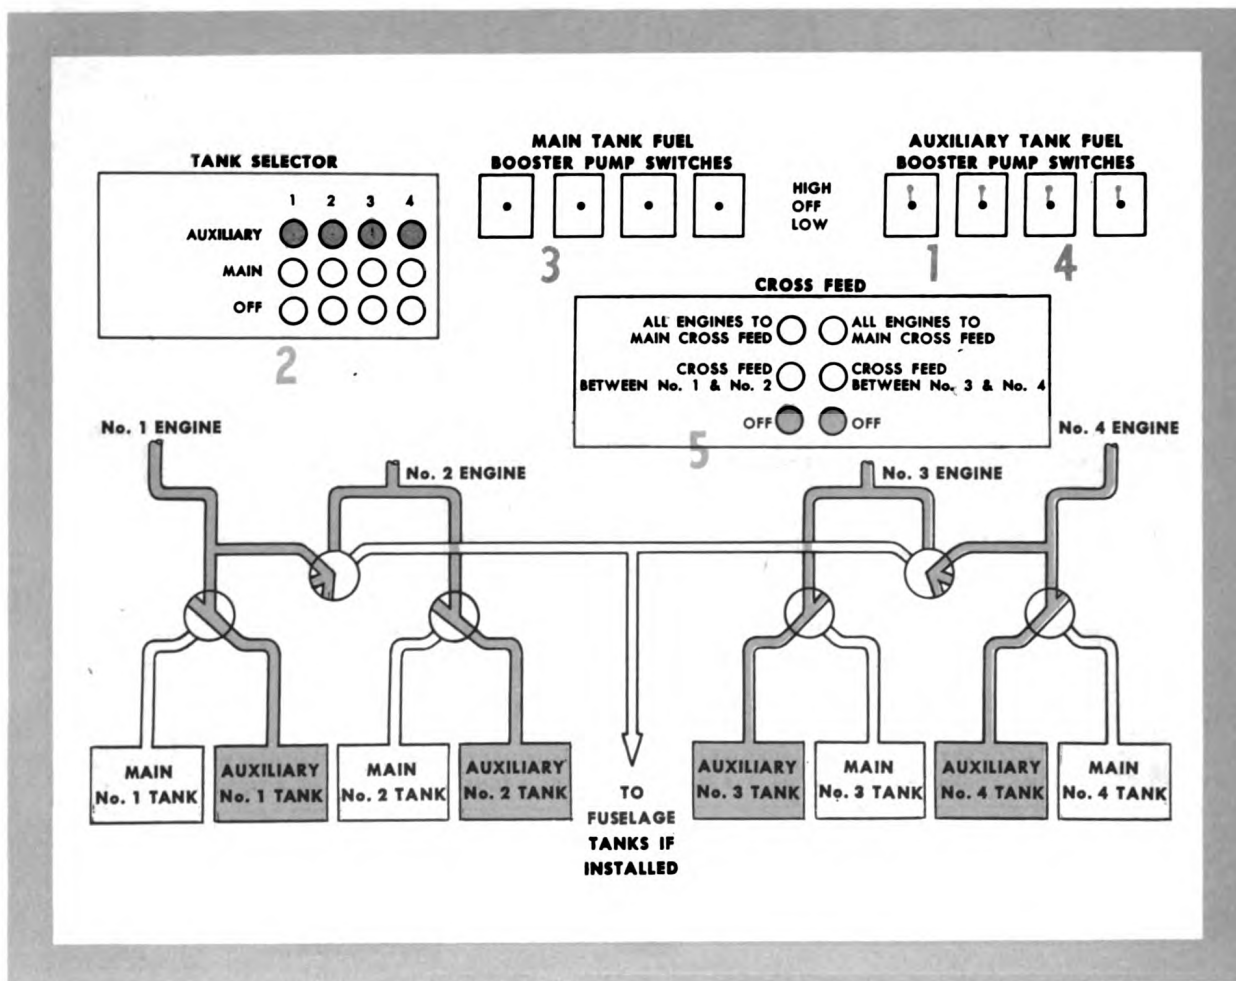 TANK SELECTOR
1 2 3 4
AUXILIARY
MAIN
OFF
2
MAIN TANK FUEL
BOOSTER PUMP SWITCHES
3
HIGH
OFF
LOW
AUXILIARY TANK FUEL
BOOSTER PUMP SWITCHES
1 4
CROSS FEED
ALL ENGINES TO
MAIN CROSS FEED
ALL ENGINES TO
MAIN CROSS FEED
CROSS FEED
BETWEEN No. 1 & No. 2
CROSS FEED
BETWEEN No. 3 & No. 4
OFF OFF
5
No. 1 ENGINE
No. 2 ENGINE
No. 3 ENGINE
No. 4 ENGINE
MAIN
No. 1 TANK
AUXILIARY
No. 1 TANK
MAIN
No. 2 TANK
AUXILIARY
No. 2 TANK
TO
FUSELAGE
TANKS IF
INSTALLED
AUXILIARY
No. 3 TANK
MAIN
No. 3 TANK
AUXILIARY
No. 4 TANK
MAIN
No. 4 TANK